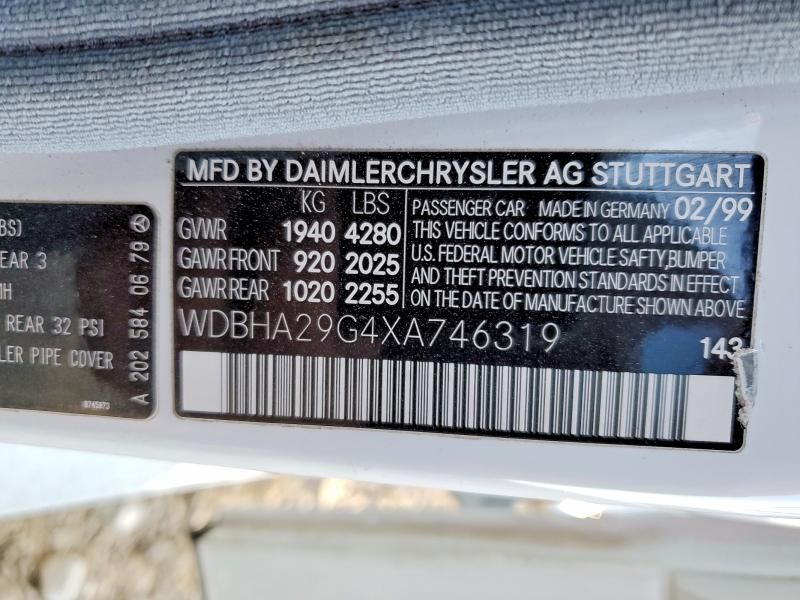 MFD BY DAIMLERCHRYSLER AG STUTTGART
KG LBS
GVWR 1940 4280
GAWR FRONT 920 2025
GAWR REAR 1020 2255
PASSENGER CAR MADE IN GERMANY 02/99
THIS VEHICLE CONFORMS TO ALL APPLICABLE
U.S. FEDERAL MOTOR VEHICLE SAFTY, BUMPER
AND THEFT PREVENTION STANDARDS IN EFFECT
ON THE DATE OF MANUFACTURE SHOWN ABOVE.
WDBHA29G4XA746319
143
BS)
EAR 3
MH
REAR 32 PSI
LER PIPE COVER
A 202 584 06 79